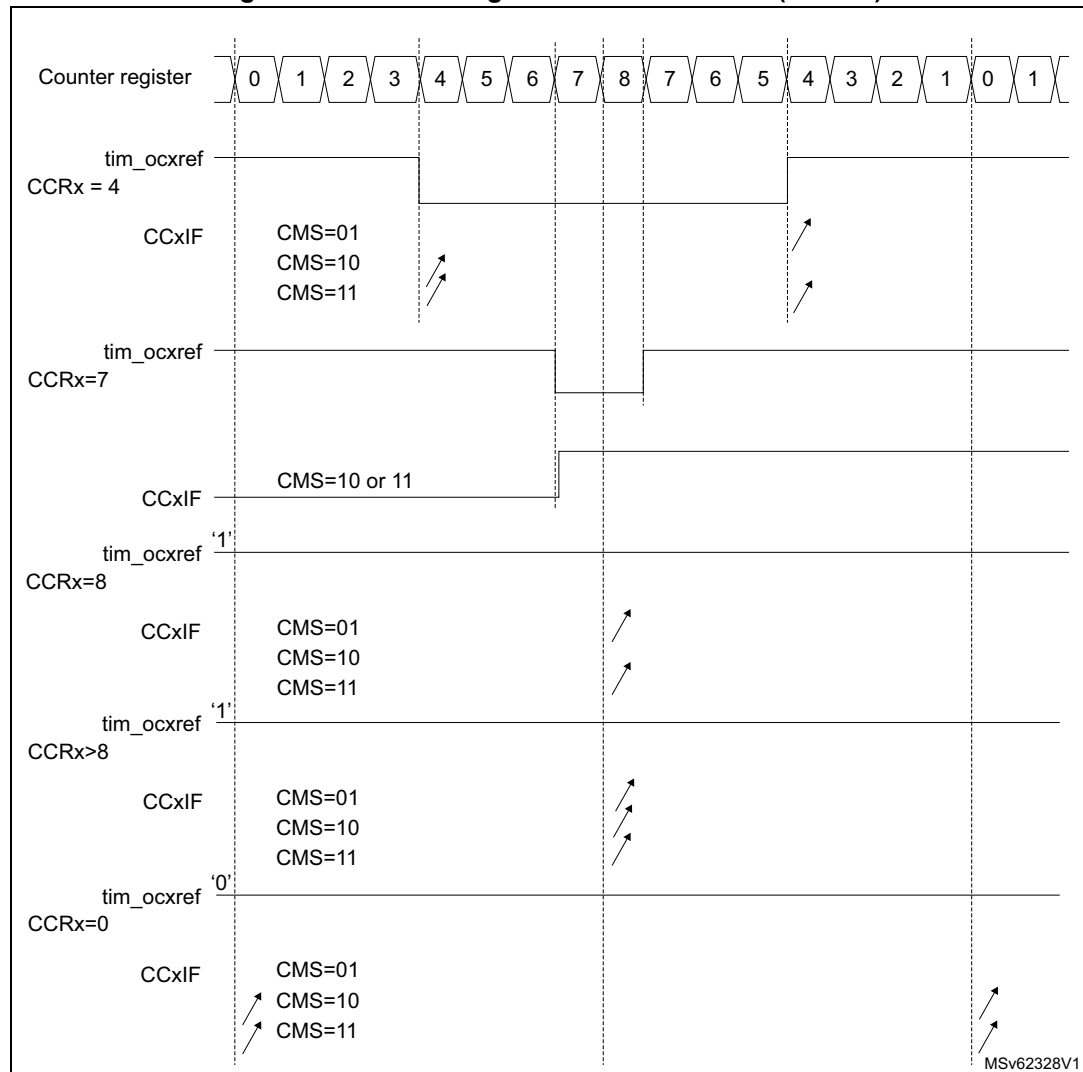 Counter register 0 1 2 3 4 5 6 7 8 7 6 5 4 3 2 1 0 1
tim_ocxref
CCRx = 4
CCxIF CMS=01
CMS=10
CMS=11
tim_ocxref
CCRx=7
CCxIF CMS=10 or 11
tim_ocxref '1'
CCRx=8
CCxIF CMS=01
CMS=10
CMS=11
tim_ocxref '1'
CCRx>8
CCxIF CMS=01
CMS=10
CMS=11
tim_ocxref '0'
CCRx=0
CCxIF CMS=01
CMS=10
CMS=11
MSv62328V1